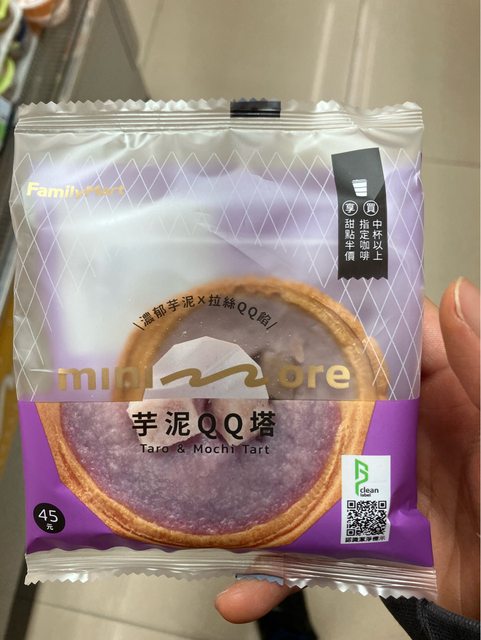 FamilyMart
買 中杯以上
指定咖啡
享 甜點半價
濃郁芋泥X拉絲QQ餡
mini more
芋泥QQ塔
Taro & Mochi Tart
45元
clean
label